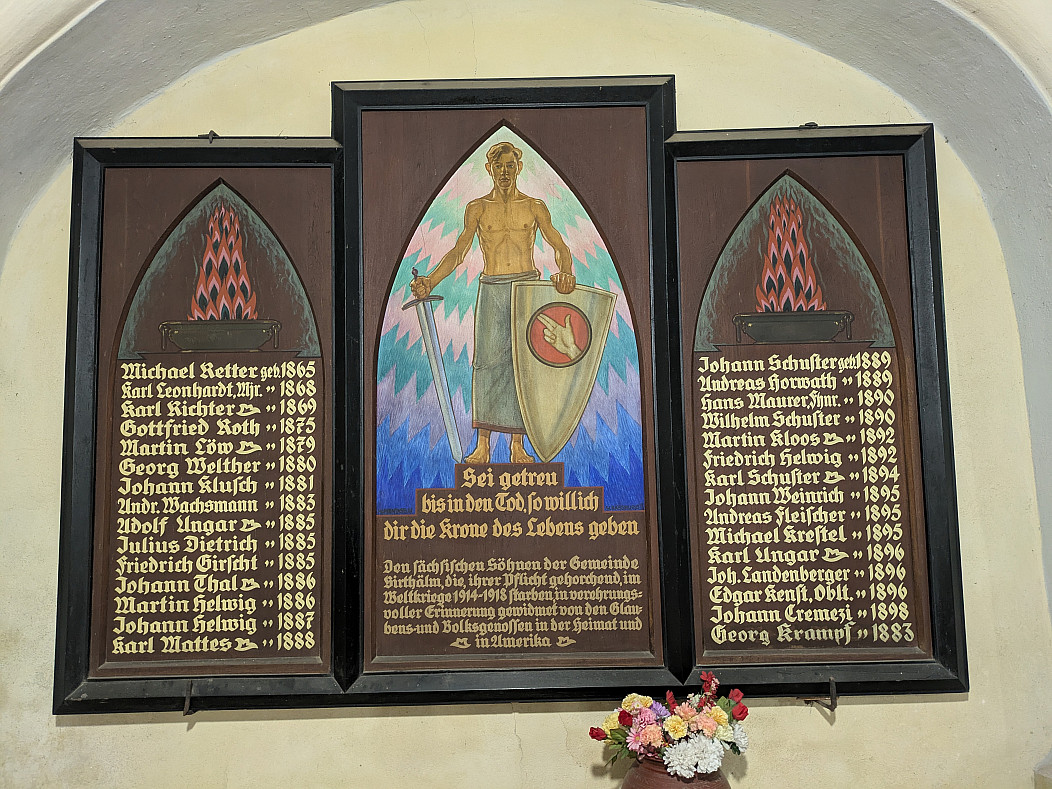 Michael Retter geb. 1865
Karl Leonhardt, Mjr. " 1868
Karl Richter " 1869
Gottfried Roth " 1875
Martin Löw " 1879
Georg Welther " 1880
Johann Klusch " 1881
Andr. Wachsmann " 1883
Adolf Ungar " 1885
Julius Dietrich " 1885
Friedrich Girscht " 1885
Johann Thal " 1886
Martin Helwig " 1886
Johann Helwig " 1887
Karl Mattes " 1888
Sei getreu
bis in den Tod, so will ich
dir die Krone des Lebens geben
Den sächsischen Söhnen der Gemeinde
Birthälm, die, ihrer Pflicht gehorchend, im
Weltkriege 1914-1918 starben, in verehrungs-
voller Erinnerung gewidmet von den Glau-
bens- und Volksgenossen in der Heimat und
in Amerika
Johann Schuster geb. 1889
Andreas Horwath " 1889
Hans Maurer, Fhnr. " 1890
Wilhelm Schuster " 1890
Martin Kloos " 1892
Friedrich Helwig " 1892
Karl Schuster " 1894
Johann Weinrich " 1895
Andreas Fleischer " 1895
Michael Krestel " 1895
Karl Ungar " 1896
Joh. Landenberger " 1896
Edgar Kenst, Oblt. " 1896
Johann Cremezi " 1898
Georg Krampf " 1883